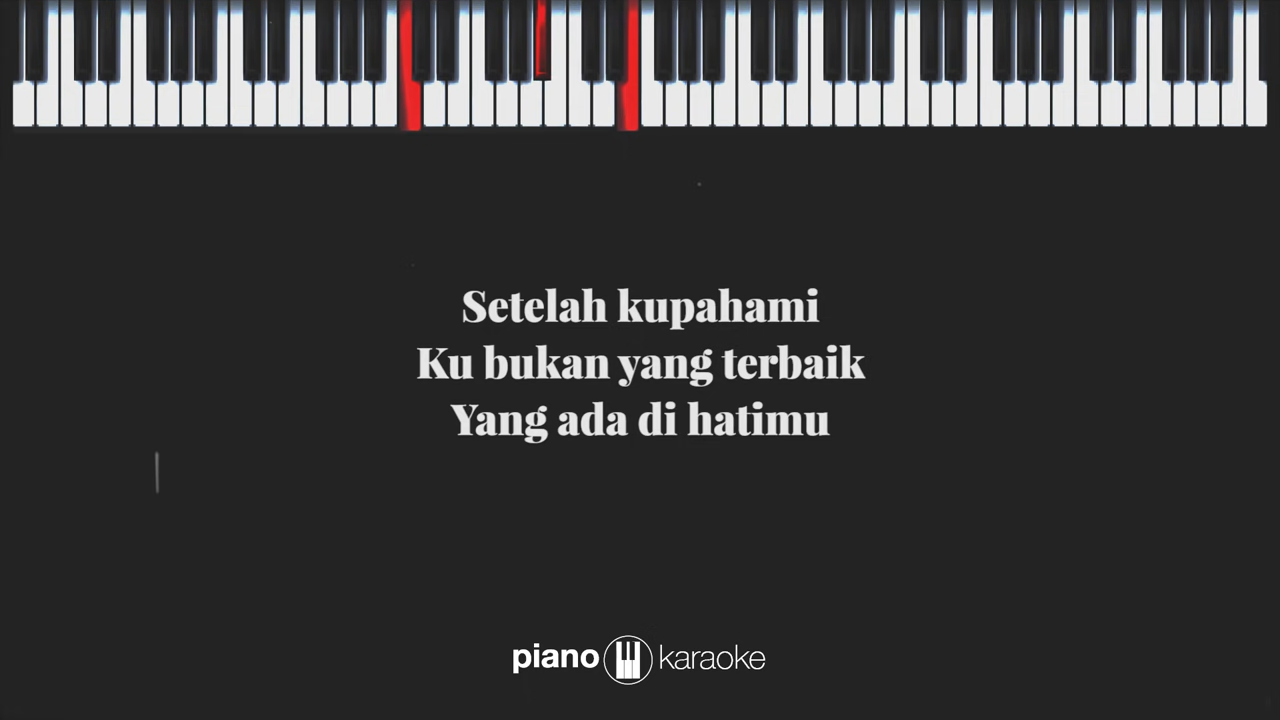 Setelah kupahami
Ku bukan yang terbaik
Yang ada di hatimu
piano karaoke